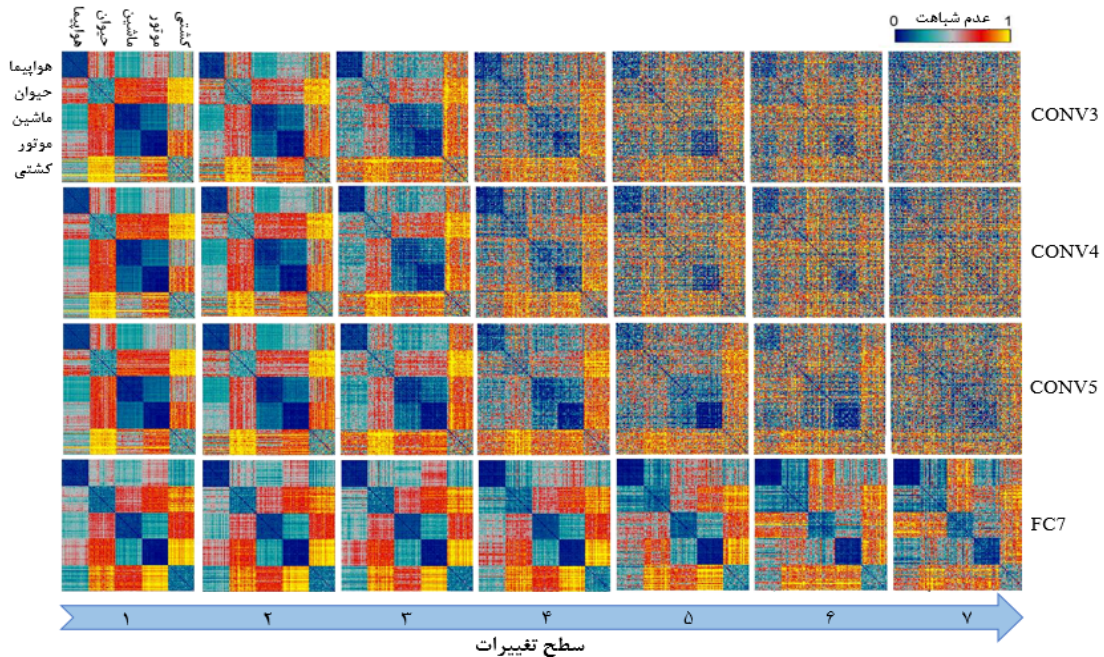 0 عدم شباهت 1
هواپیما
حیوان
ماشین
موتور
کشتی
هواپیما
حیوان
ماشین
موتور
کشتی
CONV3
CONV4
CONV5
FC7
۱ ۲ ۳ ۴ ۵ ۶ ۷
سطح تغییرات